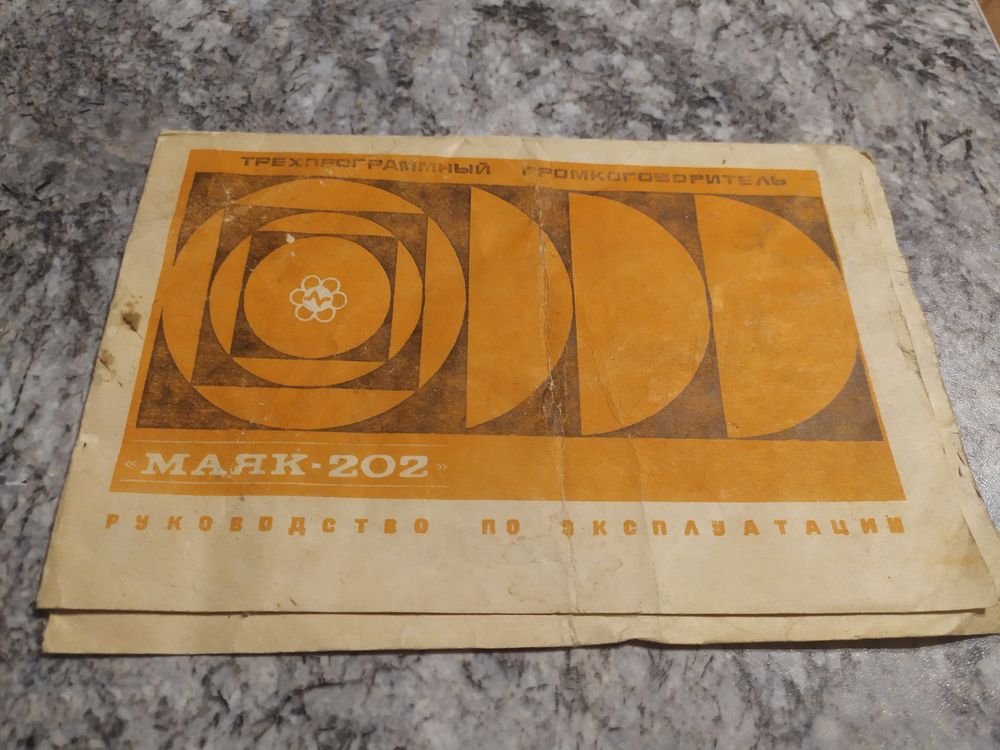 ТРЕХПРОГРАММНЫЙ ГРОМКОГОВОРИТЕЛЬ
«МАЯК-202»
РУКОВОДСТВО ПО ЭКСПЛУАТАЦИИ